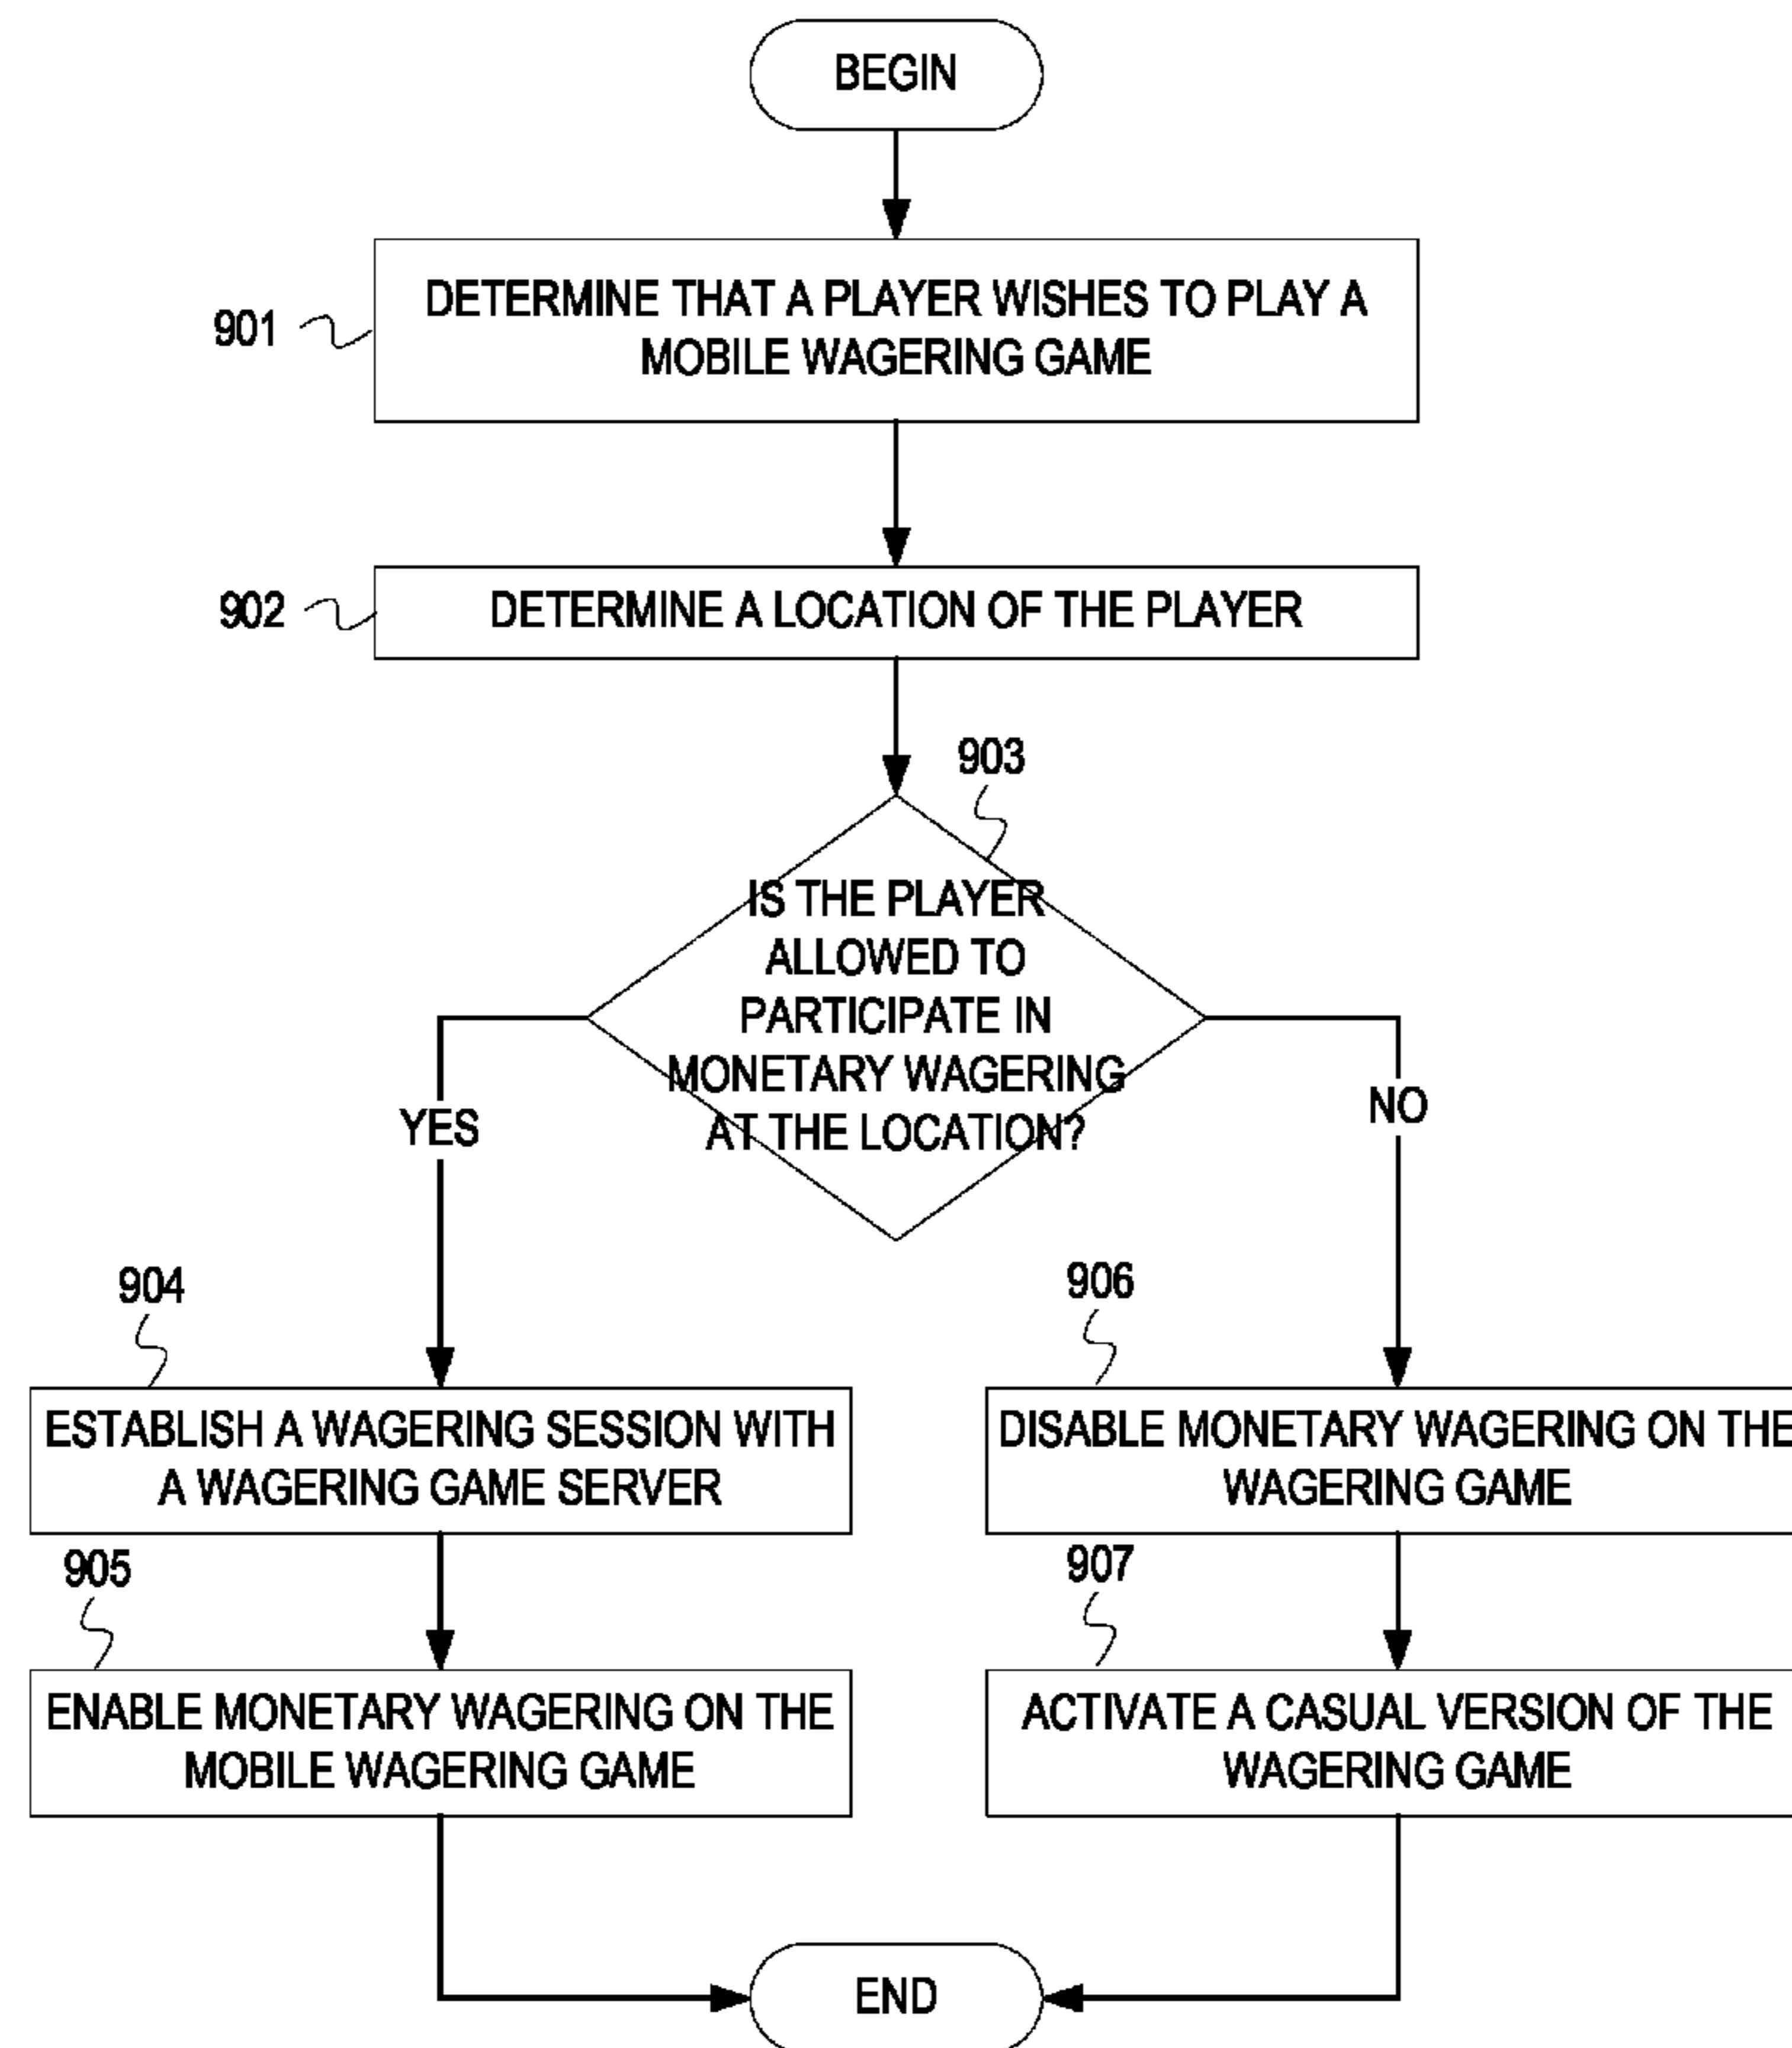 BEGIN
901
DETERMINE THAT A PLAYER WISHES TO PLAY A
MOBILE WAGERING GAME
902
DETERMINE A LOCATION OF THE PLAYER
903
IS THE PLAYER
ALLOWED TO
PARTICIPATE IN
MONETARY WAGERING
AT THE LOCATION?
YES
NO
904
ESTABLISH A WAGERING SESSION WITH
A WAGERING GAME SERVER
906
DISABLE MONETARY WAGERING ON THE
WAGERING GAME
905
ENABLE MONETARY WAGERING ON THE
MOBILE WAGERING GAME
907
ACTIVATE A CASUAL VERSION OF THE
WAGERING GAME
END